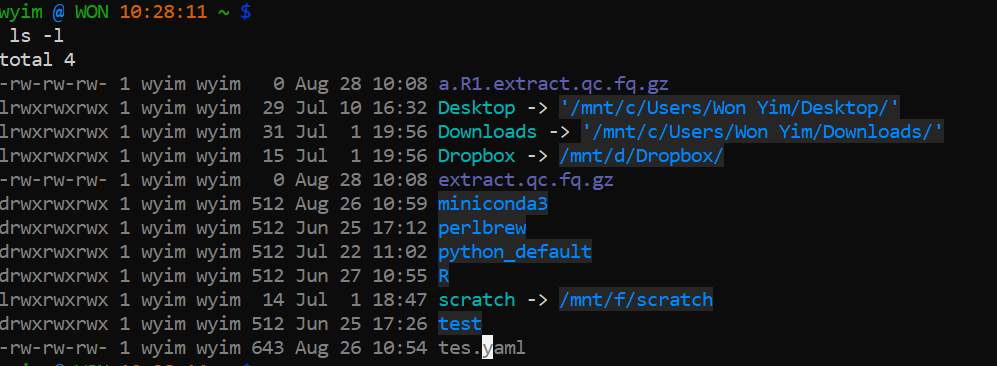 wyim @ WON 10:28:11 ~ $
ls -l
total 4
-rw-rw-rw- 1 wyim wyim   0 Aug 28 10:08 a.R1.extract.qc.fq.gz
lrwxrwxrwx 1 wyim wyim  29 Jul 10 16:32 Desktop -> '/mnt/c/Users/Won Yim/Desktop/'
lrwxrwxrwx 1 wyim wyim  31 Jul  1 19:56 Downloads -> '/mnt/c/Users/Won Yim/Downloads/'
lrwxrwxrwx 1 wyim wyim  15 Jul  1 19:56 Dropbox -> /mnt/d/Dropbox/
-rw-rw-rw- 1 wyim wyim   0 Aug 28 10:08 extract.qc.fq.gz
drwxrwxrwx 1 wyim wyim 512 Aug 26 10:59 miniconda3
drwxrwxrwx 1 wyim wyim 512 Jun 25 17:12 perlbrew
drwxrwxrwx 1 wyim wyim 512 Jul 22 11:02 python_default
drwxrwxrwx 1 wyim wyim 512 Jun 27 10:55 R
lrwxrwxrwx 1 wyim wyim  14 Jul  1 18:47 scratch -> /mnt/f/scratch
drwxrwxrwx 1 wyim wyim 512 Jun 25 17:26 test
-rw-rw-rw- 1 wyim wyim 643 Aug 26 10:54 tes.yaml